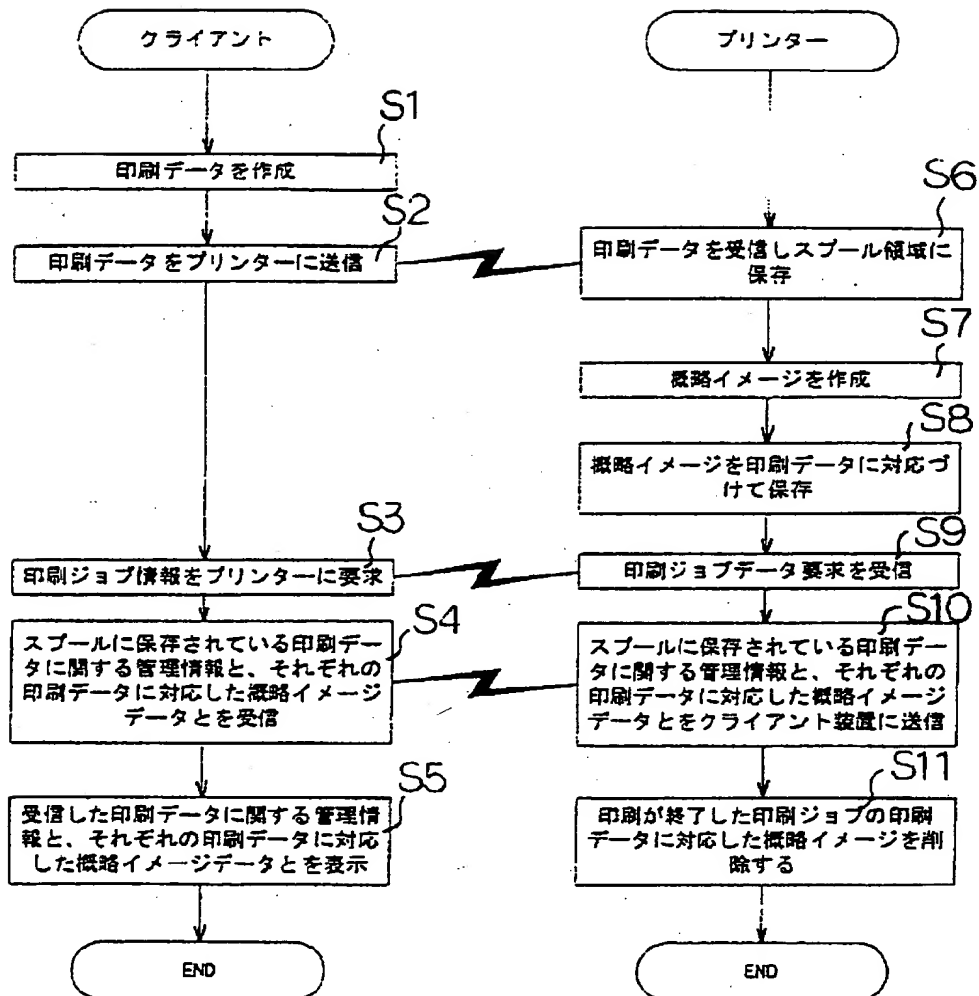 クライアント
S1
印刷データを作成
S2
印刷データをプリンターに送信
S3
印刷ジョブ情報をプリンターに要求
S4
スプールに保存されている印刷デー
タに関する管理情報と、それぞれの
印刷データに対応した概略イメージ
データとを受信
S5
受信した印刷データに関する管理情
報と、それぞれの印刷データに対応
した概略イメージデータとを表示
END
プリンター
S6
印刷データを受信しスプール領域に
保存
S7
概略イメージを作成
S8
概略イメージを印刷データに対応づ
けて保存
S9
印刷ジョブデータ要求を受信
S10
スプールに保存されている印刷デー
タに関する管理情報と、それぞれの
印刷データに対応した概略イメージ
データとをクライアント装置に送信
S11
印刷が終了した印刷ジョブの印刷
データに対応した概略イメージを削
除する
END